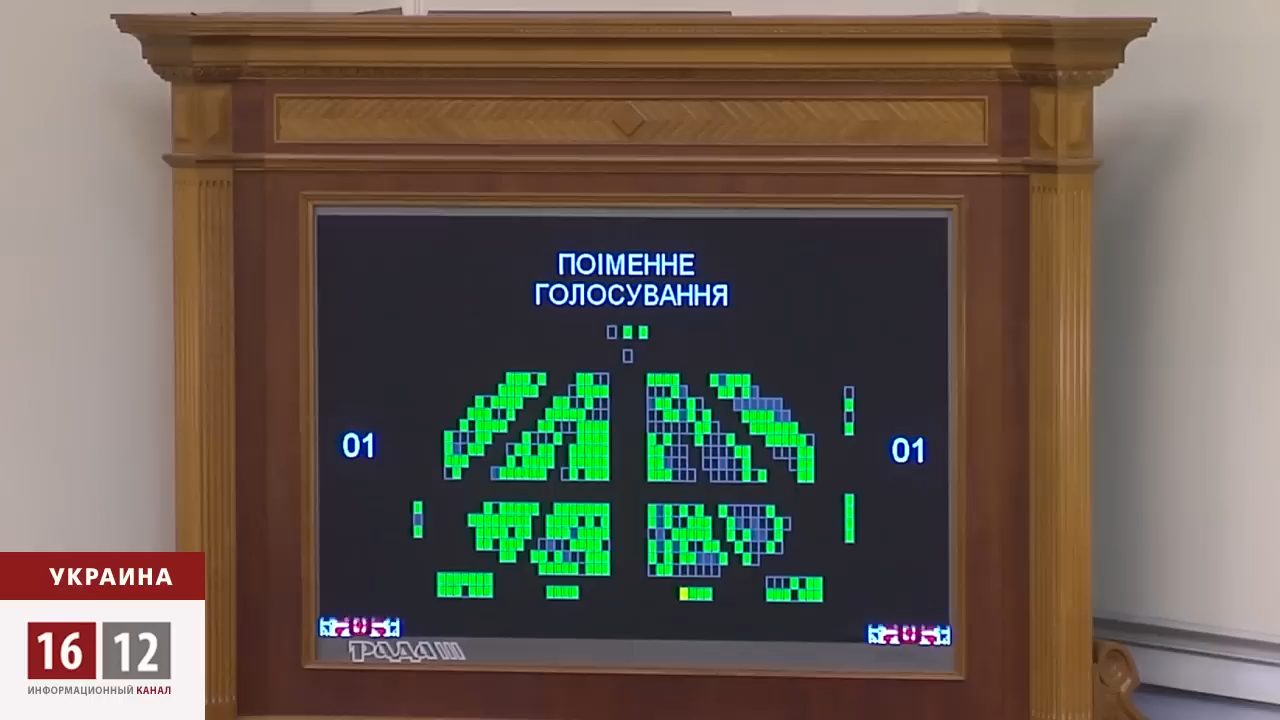 ПОІМЕННЕ
ГОЛОСУВАННЯ
01
01
РАДА
УКРАИНА
16 12
ИНФОРМАЦИОННЫЙ КАНАЛ